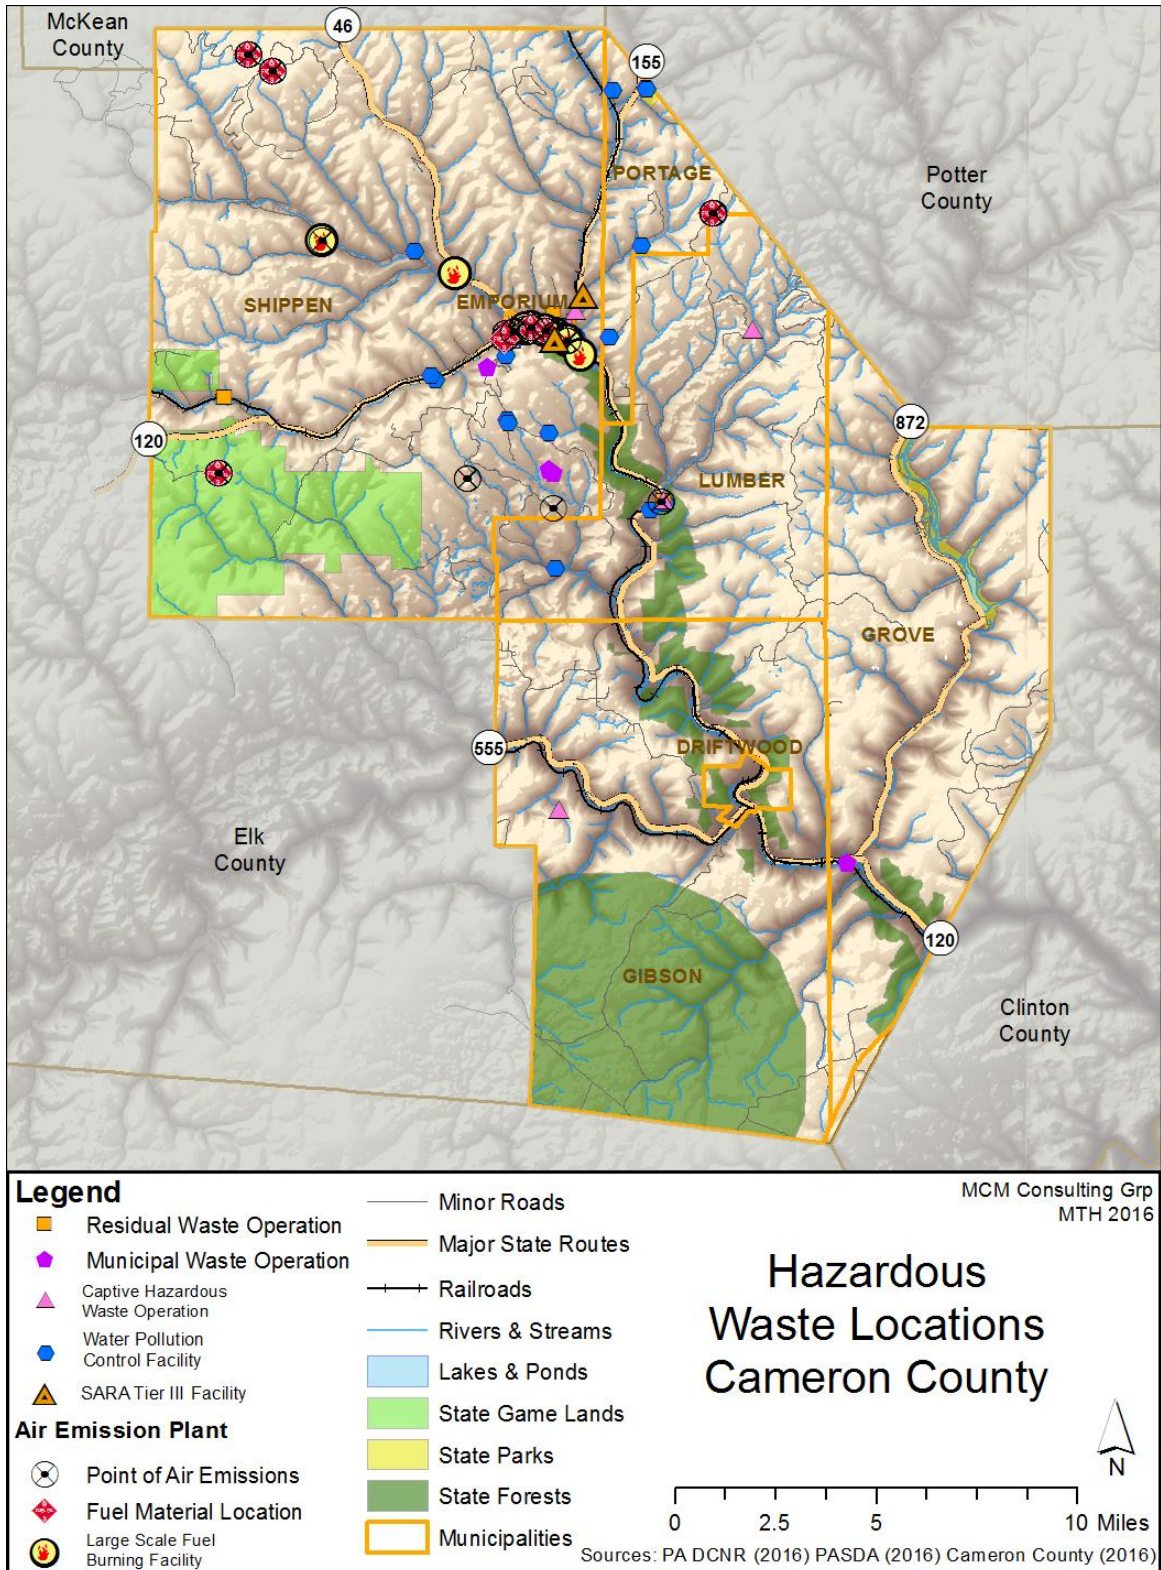 McKean
County
46
155
PORTAGE
Potter
County
SHIPPEN
EMPORIUM
120
872
LUMBER
GROVE
555
DRIFTWOOD
Elk
County
120
GIBSON
Clinton
County
Legend
Residual Waste Operation
Municipal Waste Operation
Captive Hazardous
Waste Operation
Water Pollution
Control Facility
SARA Tier III Facility
Air Emission Plant
Point of Air Emissions
Fuel Material Location
Large Scale Fuel
Burning Facility
Minor Roads
Major State Routes
Railroads
Rivers & Streams
Lakes & Ponds
State Game Lands
State Parks
State Forests
Municipalities
MCM Consulting Grp
MTH 2016
Hazardous
Waste Locations
Cameron County
N
0 2.5 5 10 Miles
Sources: PA DCNR (2016) PASDA (2016) Cameron County (2016)